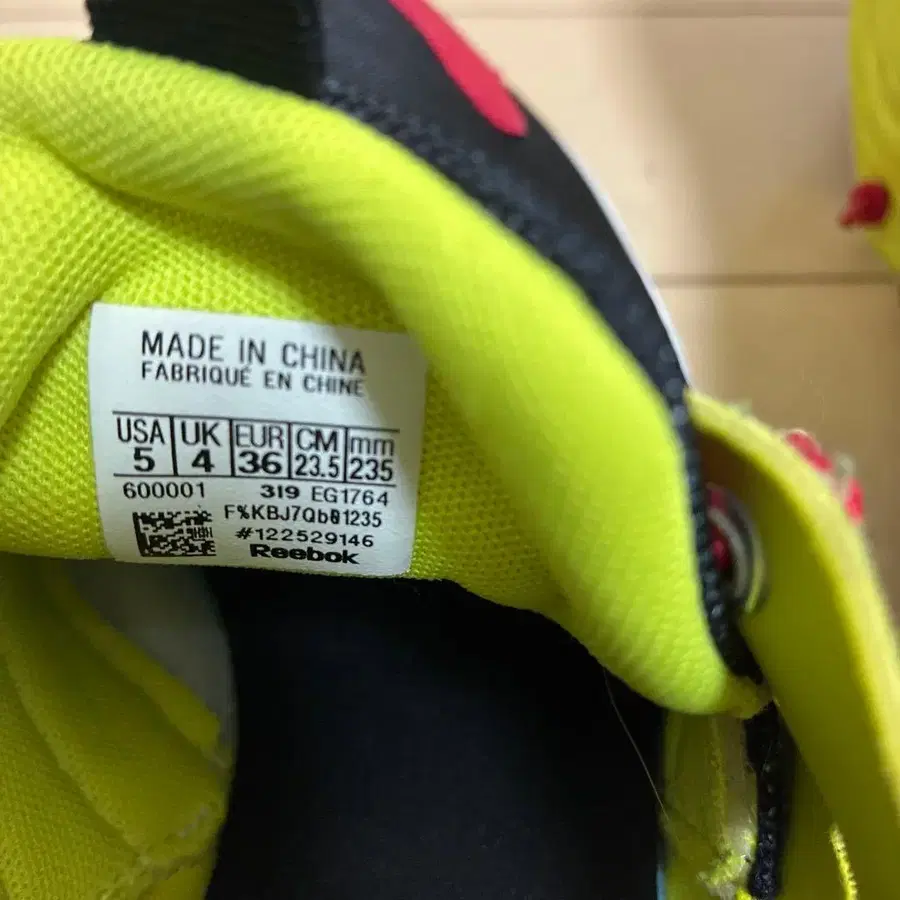 MADE IN CHINA
FABRIQUÉ EN CHINE
USA UK EUR CM mm
5 4 36 23.5 235
600001 319 EG1764
F%KBJ7Qb01235
#122529146
Reebok